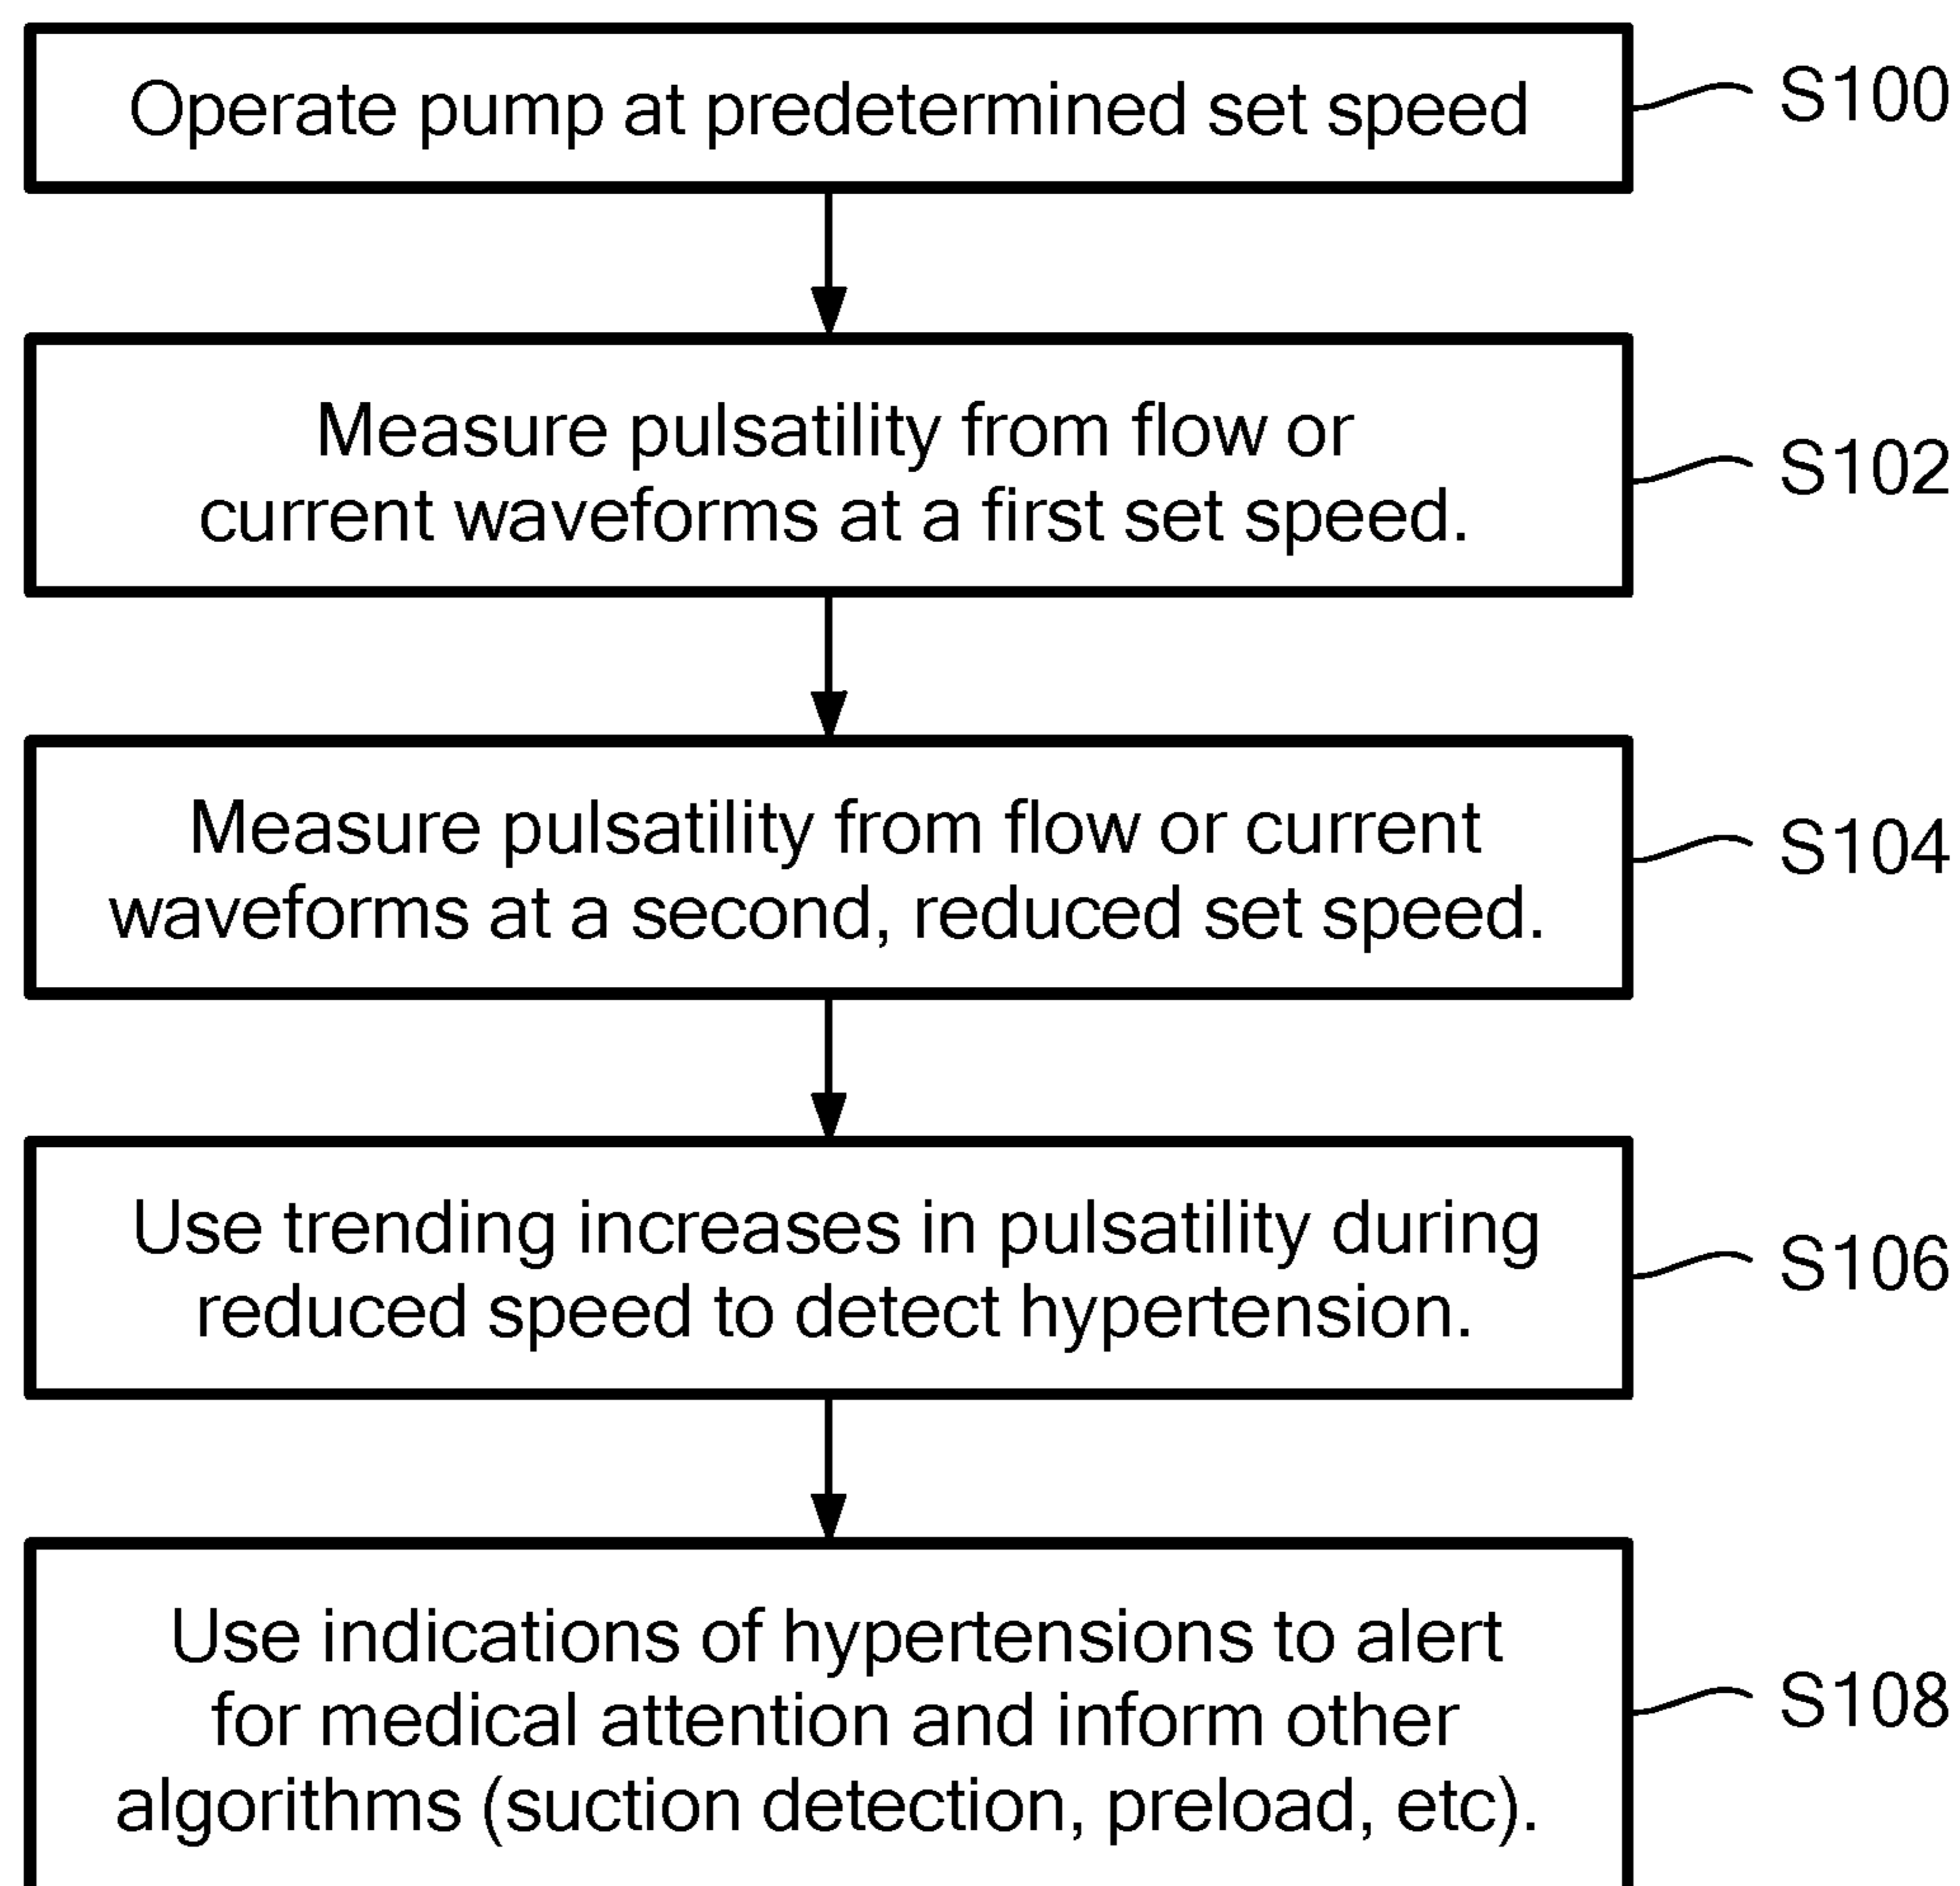 Operate pump at predetermined set speed
S100
Measure pulsatility from flow or
current waveforms at a first set speed.
S102
Measure pulsatility from flow or current
waveforms at a second, reduced set speed.
S104
Use trending increases in pulsatility during
reduced speed to detect hypertension.
S106
Use indications of hypertensions to alert
for medical attention and inform other
algorithms (suction detection, preload, etc).
S108